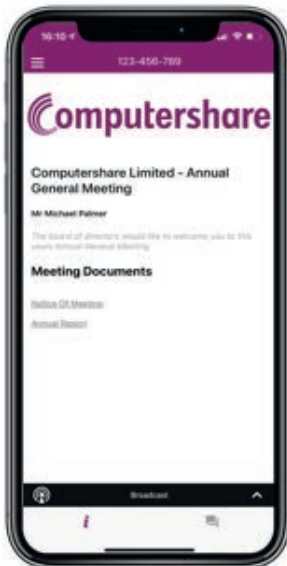 16:10
123-456-789
Computershare
Computershare Limited - Annual
General Meeting
Mr Michael Palmer
The board of directors would like to welcome you to this
years Annual General Meeting
Meeting Documents
Notice Of Meeting
Annual Report
Broadcast
i